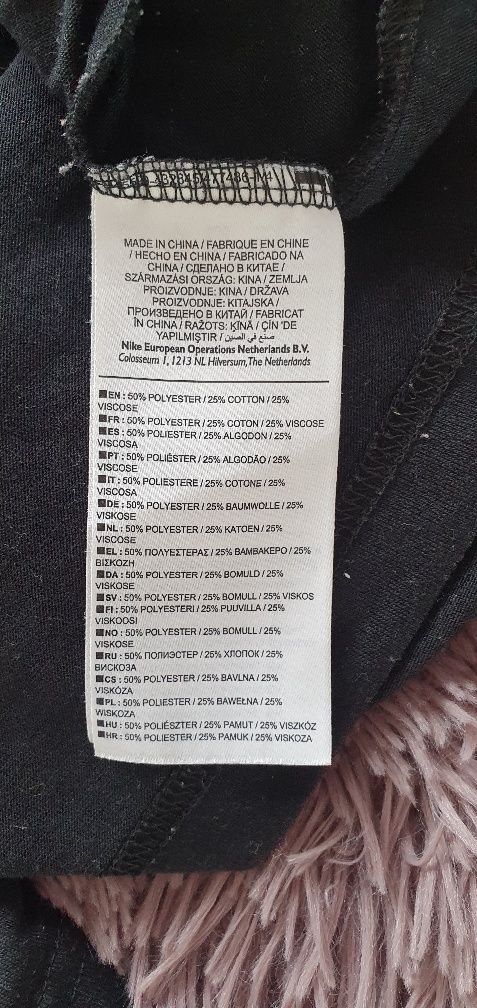 MADE IN CHINA / FABRIQUE EN CHINE
/ HECHO EN CHINA / FABRICADO NA
CHINA / СДЕЛАНО В КИТАЕ /
SZÁRMAZÁSI ORSZÁG: KINA / ZEMLJA
PROIZVODNJE: KINA / DRŽAVA
PROIZVODNJE: KITAJSKA /
ПРОИЗВЕДЕНО В КИТАЙ / FABRICAT
ÎN CHINA / RAŽOTS: ĶĪNĀ / ÇİN 'DE
YAPILMIŞTIR / صنع في الصين
Nike European Operations Netherlands B.V.
Colosseum 1, 1213 NL Hilversum, The Netherlands
EN : 50% POLYESTER / 25% COTTON / 25%
VISCOSE
FR : 50% POLYESTER / 25% COTON / 25% VISCOSE
ES : 50% POLIESTER / 25% ALGODON / 25%
VISCOSA
PT : 50% POLIÉSTER / 25% ALGODÃO / 25%
VISCOSE
IT : 50% POLIESTERE / 25% COTONE / 25%
VISCOSA
DE : 50% POLYESTER / 25% BAUMWOLLE / 25%
VISKOSE
NL : 50% POLYESTER / 25% KATOEN / 25%
VISCOSE
EL : 50% ΠΟΛΥΕΣΤΕΡΑΣ / 25% ΒΑΜΒΑΚΕΡΟ / 25%
ΒΙΣΚΟΖΗ
DA : 50% POLYESTER / 25% BOMULD / 25%
VISKOSE
SV : 50% POLYESTER / 25% BOMULL / 25% VISKOS
FI : 50% POLYESTERI / 25% PUUVILLA / 25%
VISKOOSI
NO : 50% POLYESTER / 25% BOMULL / 25%
VISKOSE
RU : 50% ПОЛИЭСТЕР / 25% ХЛОПОК / 25%
ВИСКОЗА
CS : 50% POLYESTER / 25% BAVLNA / 25%
VISKÓZA
PL : 50% POLIESTER / 25% BAWEŁNA / 25%
WISKOZA
HU : 50% POLIÉSZTER / 25% PAMUT / 25% VISZKÓZ
HR : 50% POLIESTER / 25% PAMUK / 25% VISKOZA